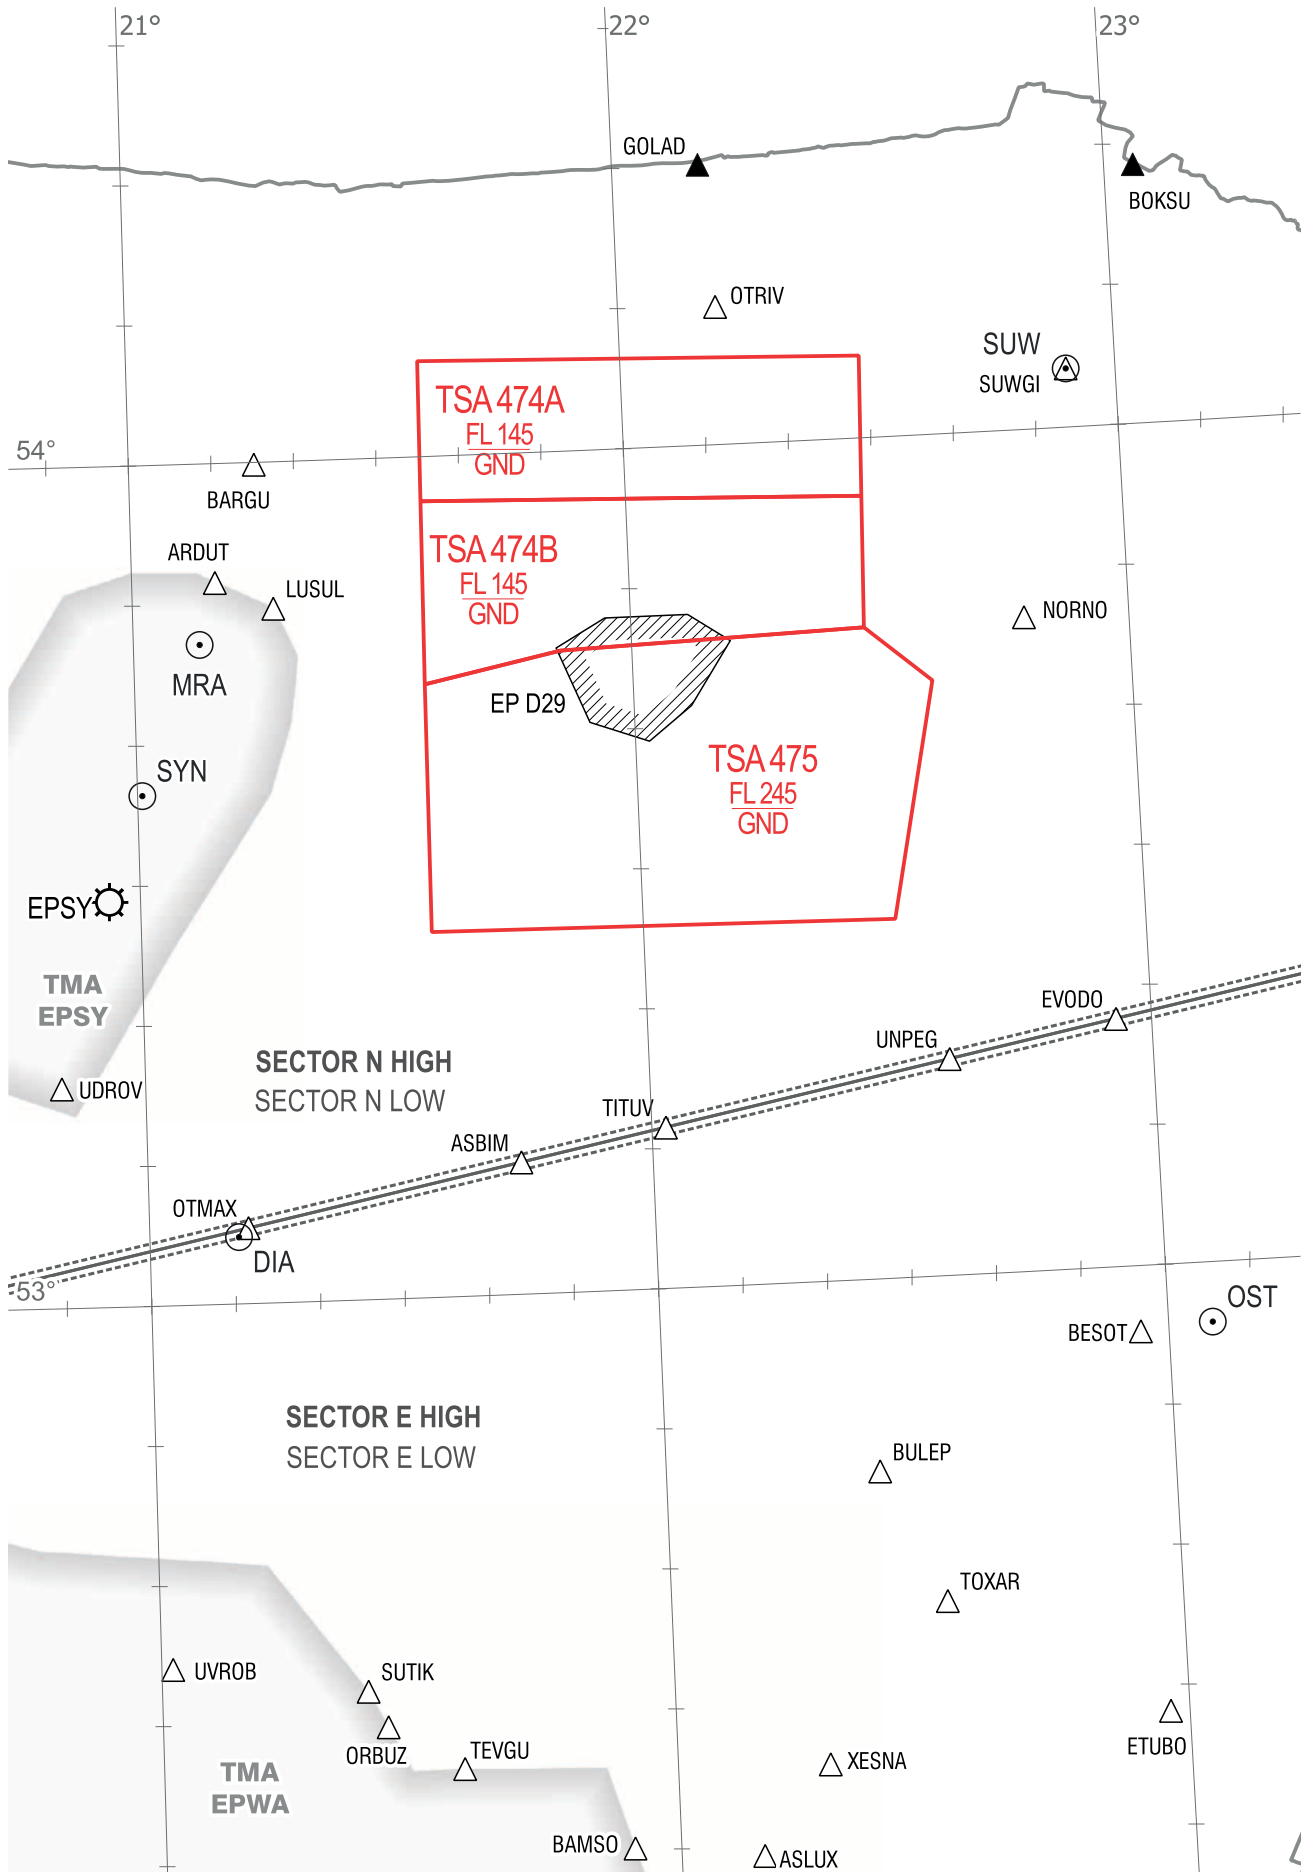 21°
22°
23°
GOLAD
BOKSU
OTRIV
SUW
SUWGI
TSA 474A
FL 145
GND
54°
BARGU
TSA 474B
FL 145
GND
ARDUT
LUSUL
NORNO
MRA
EP D29
TSA 475
FL 245
GND
SYN
EPSY
TMA
EPSY
EVODO
UNPEG
SECTOR N HIGH
SECTOR N LOW
UDROV
TITUV
ASBIM
OTMAX
DIA
53°
OST
BESOT
SECTOR E HIGH
SECTOR E LOW
BULEP
TOXAR
UVROB
SUTIK
ORBUZ
TEVGU
ETUBO
XESNA
TMA
EPWA
BAMSO
ASLUX